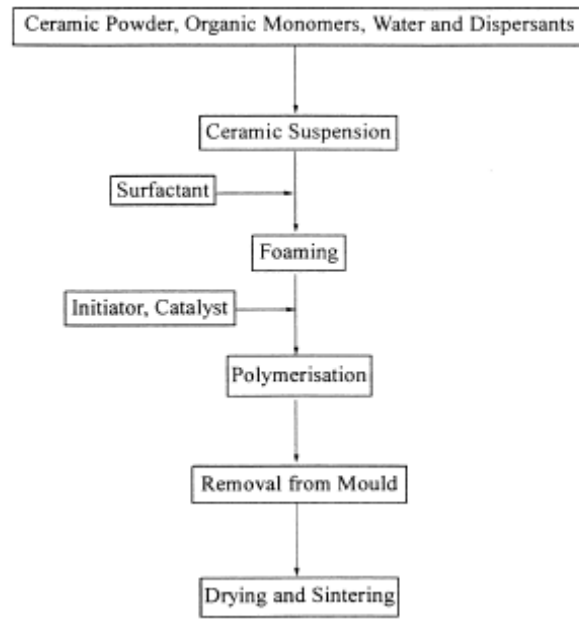 Ceramic Powder, Organic Monomers, Water and Dispersants
Ceramic Suspension
Surfactant
Foaming
Initiator, Catalyst
Polymerisation
Removal from Mould
Drying and Sintering